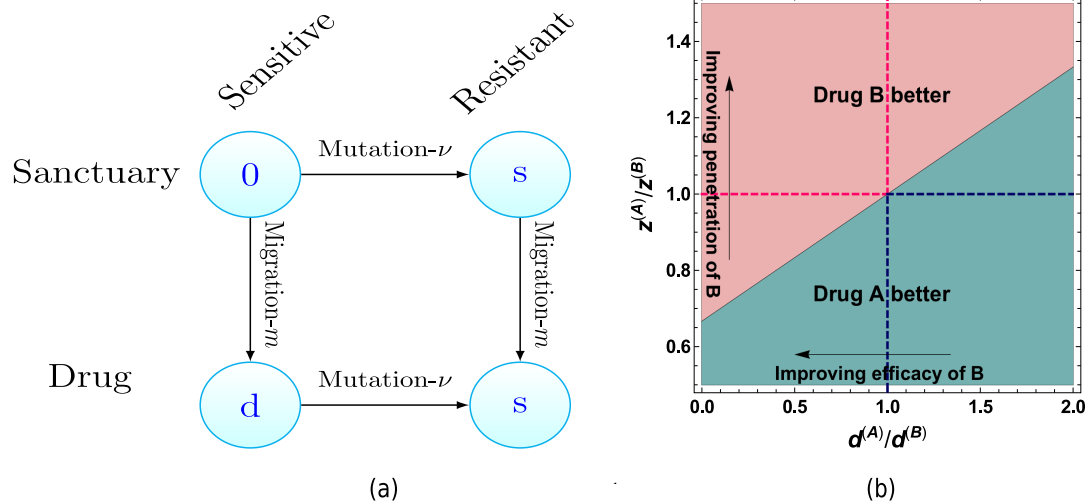 Sensitive
Resistant
Sanctuary
0
Mutation-ν
s
Migration-m
Migration-m
Drug
d
Mutation-ν
s
(a)
1.4
1.2
1.0
0.8
0.6
z(A)/z(B)
Improving penetration of B
Drug B better
Drug A better
Improving efficacy of B
0.0
0.5
1.0
1.5
2.0
d(A)/d(B)
(b)